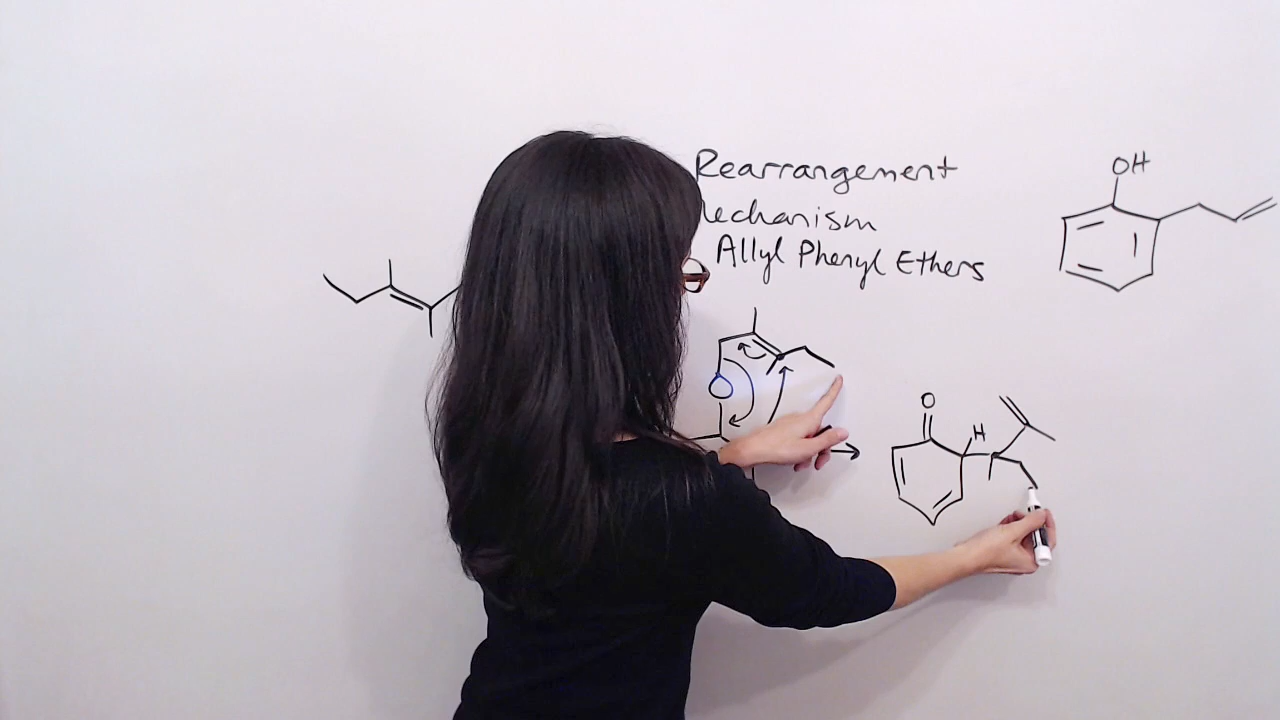 Rearrangement
echanism
Allyl Phenyl Ethers
OH
O
O
H